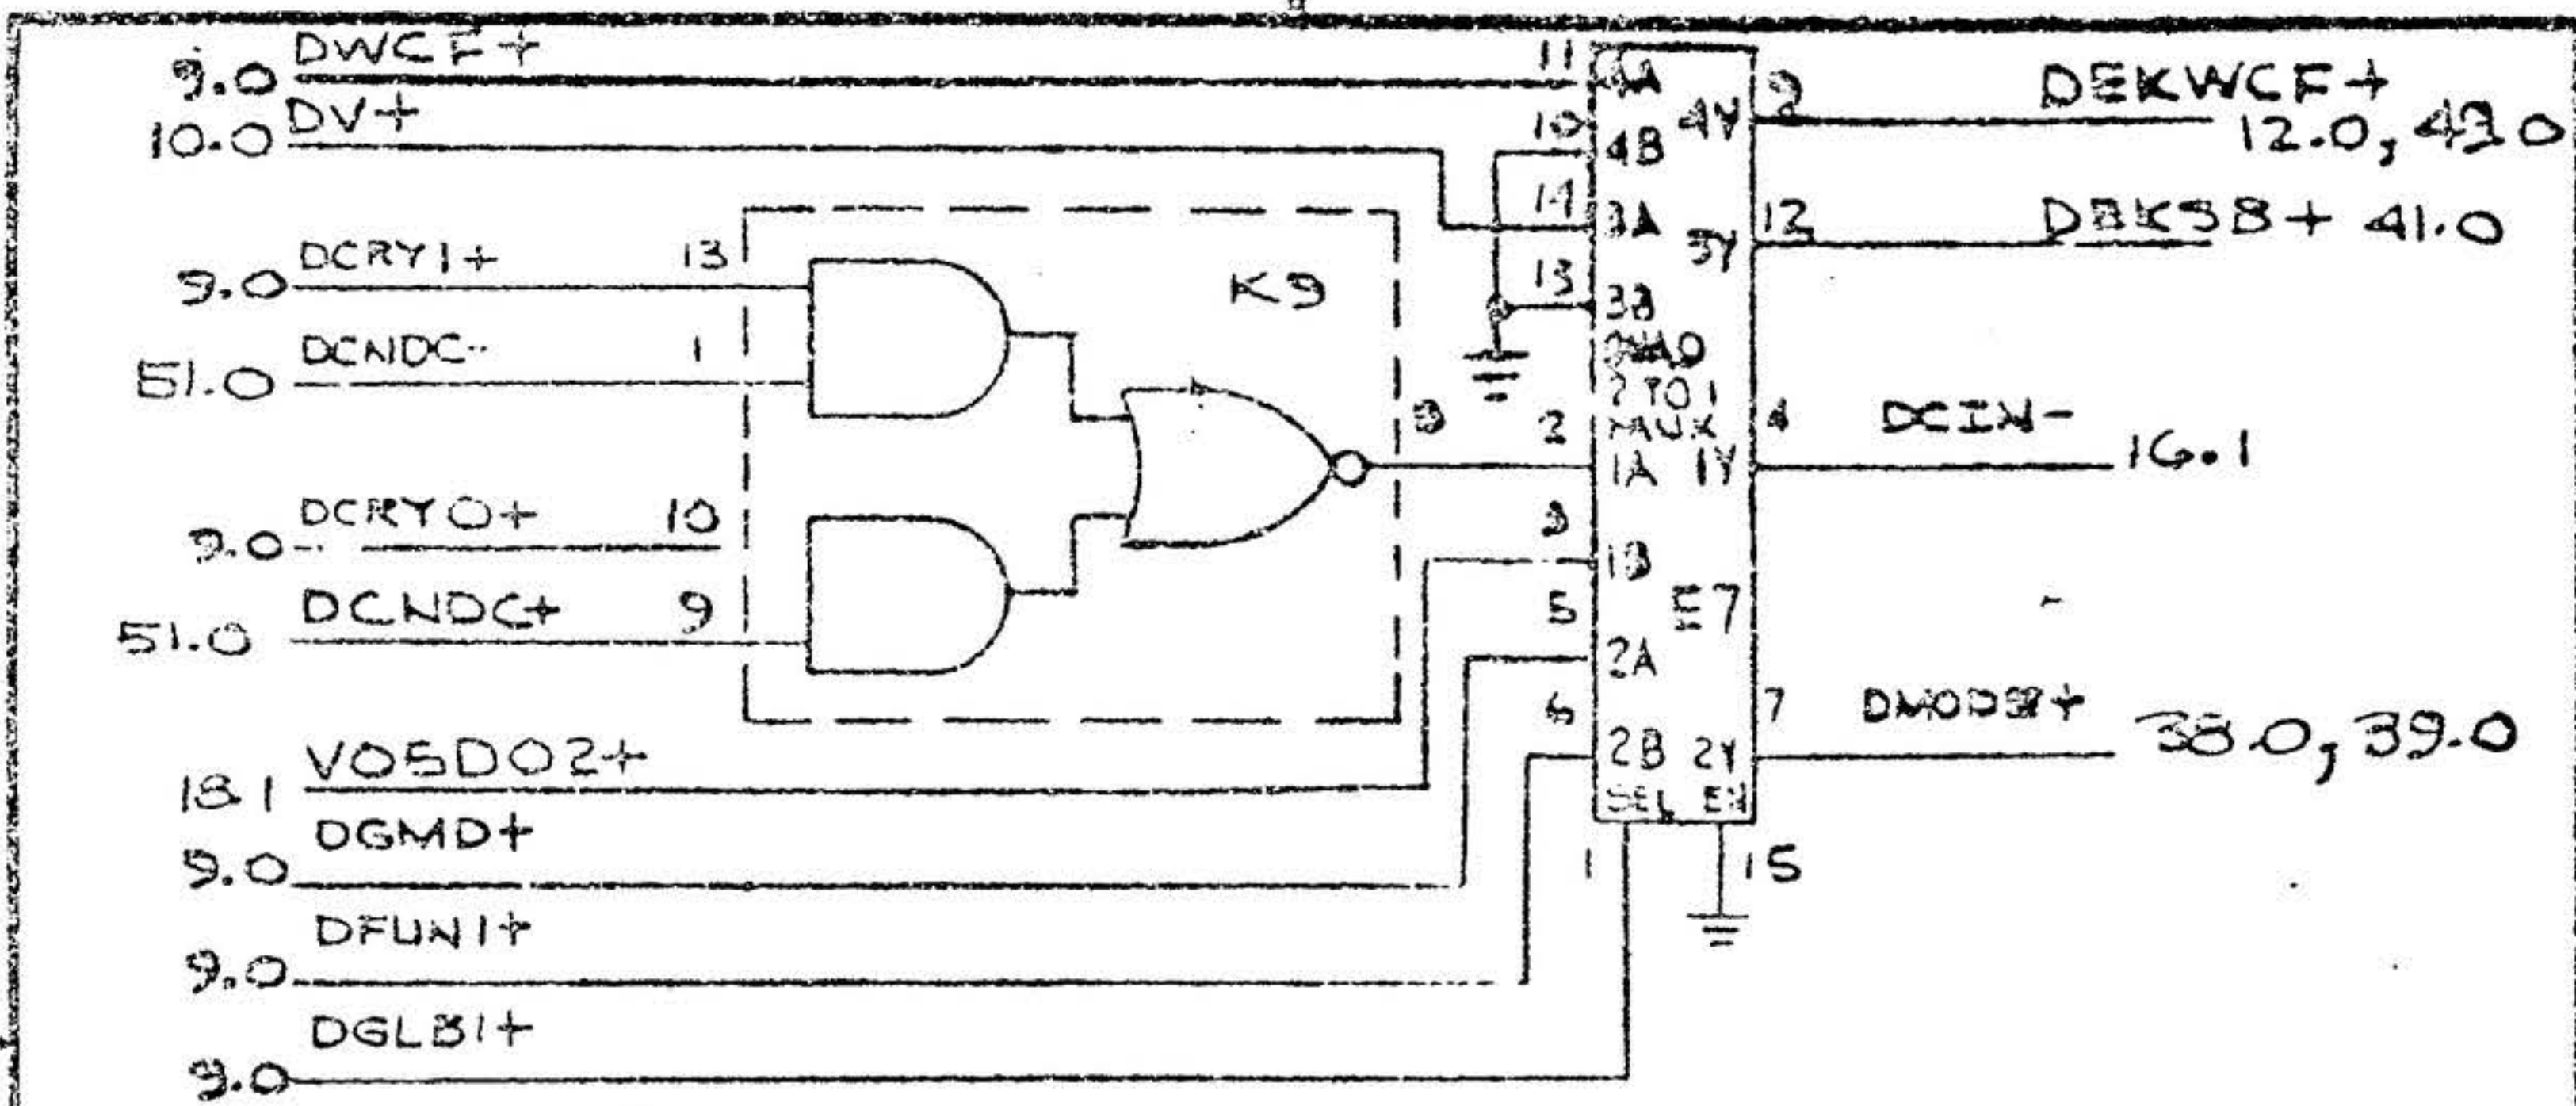 DWCF+
9.0
DV+
10.0
DCRY1+ 13
9.0
DCNDC- 1
51.0
DCRY0+ 10
9.0
DCNDC+ 9
51.0
K9
V05D02+
18.1
DGMD+
9.0
DFUN1+
9.0
DGLB1+
9.0
11 4A
10 4B
14 3A
13 3B
QUAD
2 TO 1
MUX
2 1A
3 1B
5 2A
6 2B
SEL EN
1 15
E7
4Y 9
3Y 12
1Y 4
2Y 7
12.0, 43.0
41.0
DCIN-
16.1
38.0, 39.0